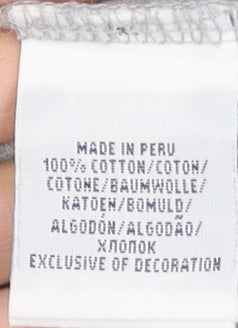 MADE IN PERU
100% COTTON/COTON/
COTONE/BAUMWOLLE/
KATOEN/BOMULD/
ALGODÓN/ALGODÃO/
ХЛОПОК
EXCLUSIVE OF DECORATION